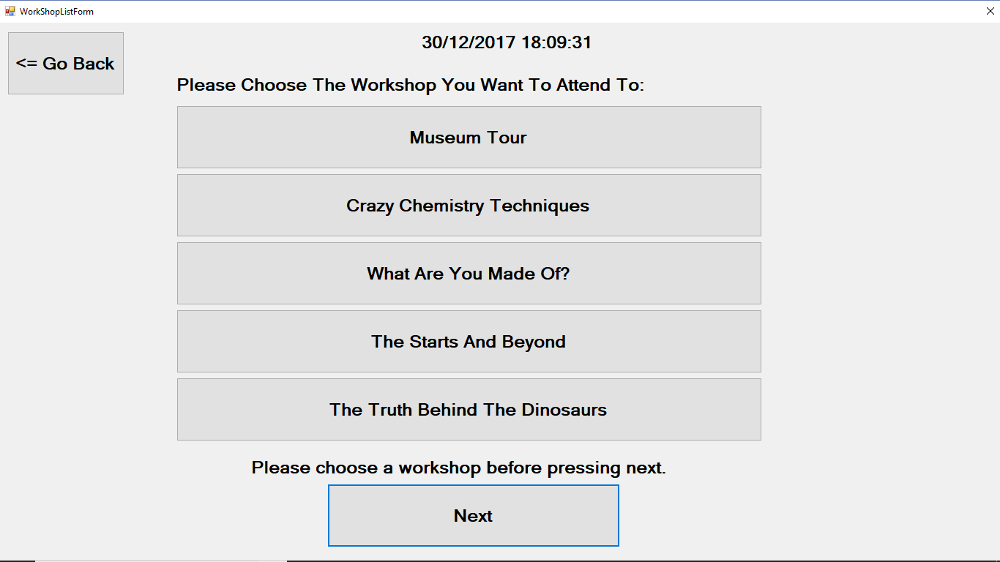 WorkShopListForm
<= Go Back
30/12/2017 18:09:31
Please Choose The Workshop You Want To Attend To:
Museum Tour
Crazy Chemistry Techniques
What Are You Made Of?
The Starts And Beyond
The Truth Behind The Dinosaurs
Please choose a workshop before pressing next.
Next